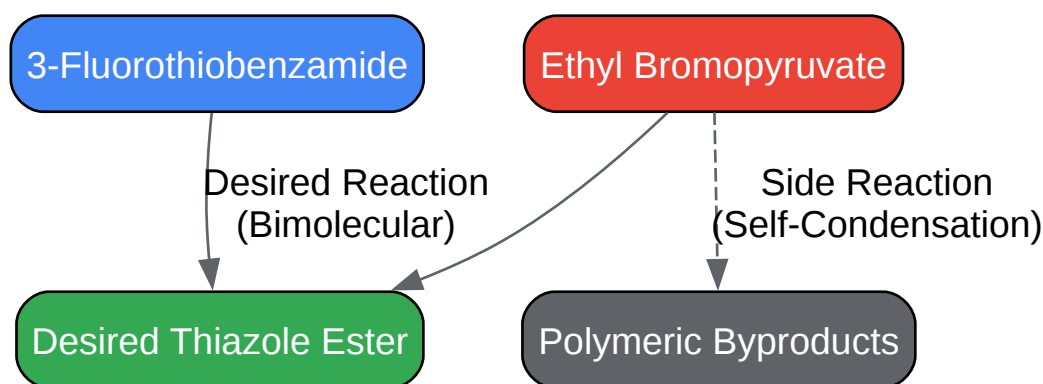 3-Fluorothiobenzamide
Ethyl Bromopyruvate
Desired Reaction
(Bimolecular)
Side Reaction
(Self-Condensation)
Desired Thiazole Ester
Polymeric Byproducts